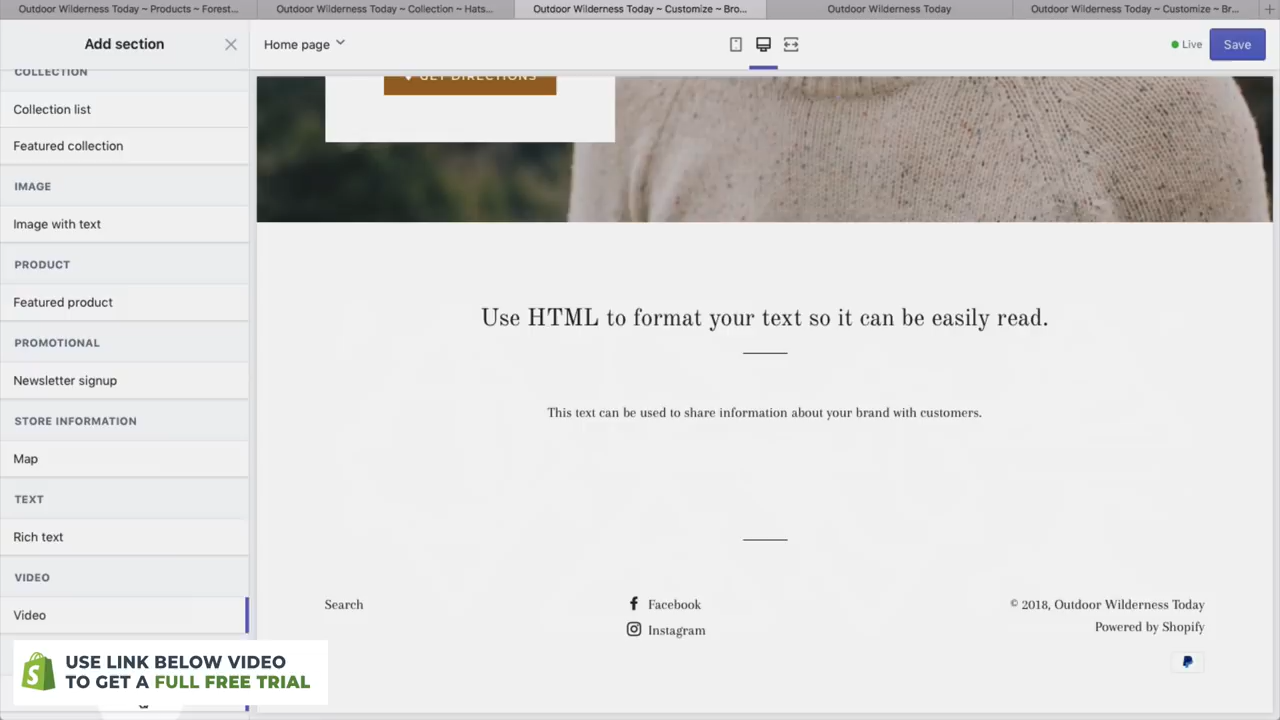 Outdoor Wilderness Today ~ Products ~ Forest...
Outdoor Wilderness Today ~ Collection ~ Hats...
Outdoor Wilderness Today ~ Customize ~ Bro...
Outdoor Wilderness Today
Outdoor Wilderness Today ~ Customize ~ Br...
Add section
Home page
Live
Save
COLLECTION
Collection list
Featured collection
IMAGE
Image with text
PRODUCT
Featured product
PROMOTIONAL
Newsletter signup
STORE INFORMATION
Map
TEXT
Rich text
VIDEO
Video
GET DIRECTIONS
Use HTML to format your text so it can be easily read.
This text can be used to share information about your brand with customers.
Search
Facebook
Instagram
© 2018, Outdoor Wilderness Today
Powered by Shopify
USE LINK BELOW VIDEO
TO GET A FULL FREE TRIAL